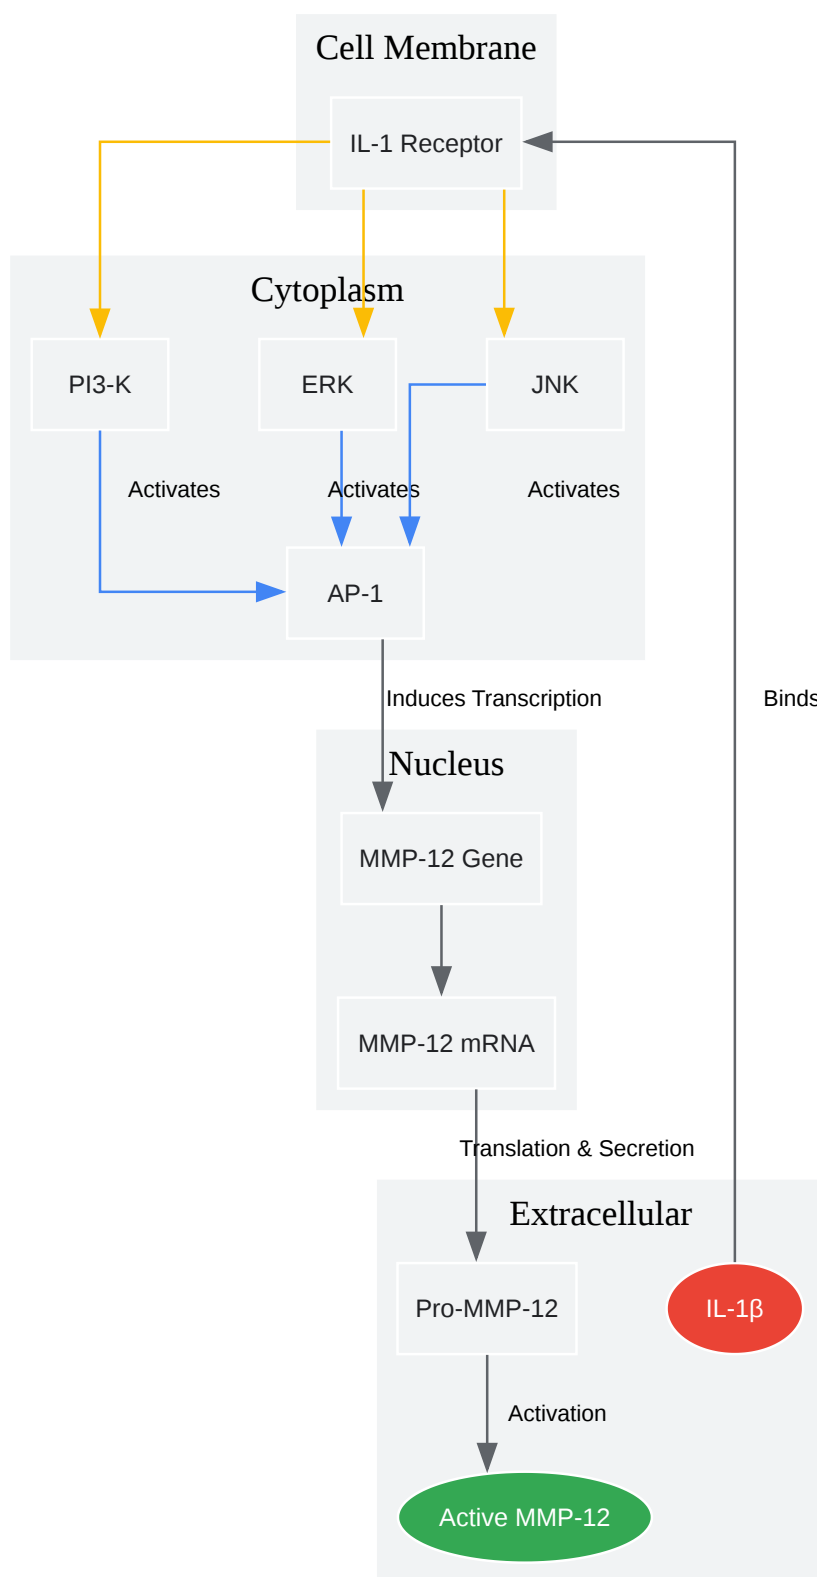 Cell Membrane
IL-1 Receptor
Cytoplasm
PI3-K
ERK
JNK
Activates
Activates
Activates
AP-1
Induces Transcription
Binds
Nucleus
MMP-12 Gene
MMP-12 mRNA
Translation & Secretion
Extracellular
Pro-MMP-12
IL-1β
Activation
Active MMP-12